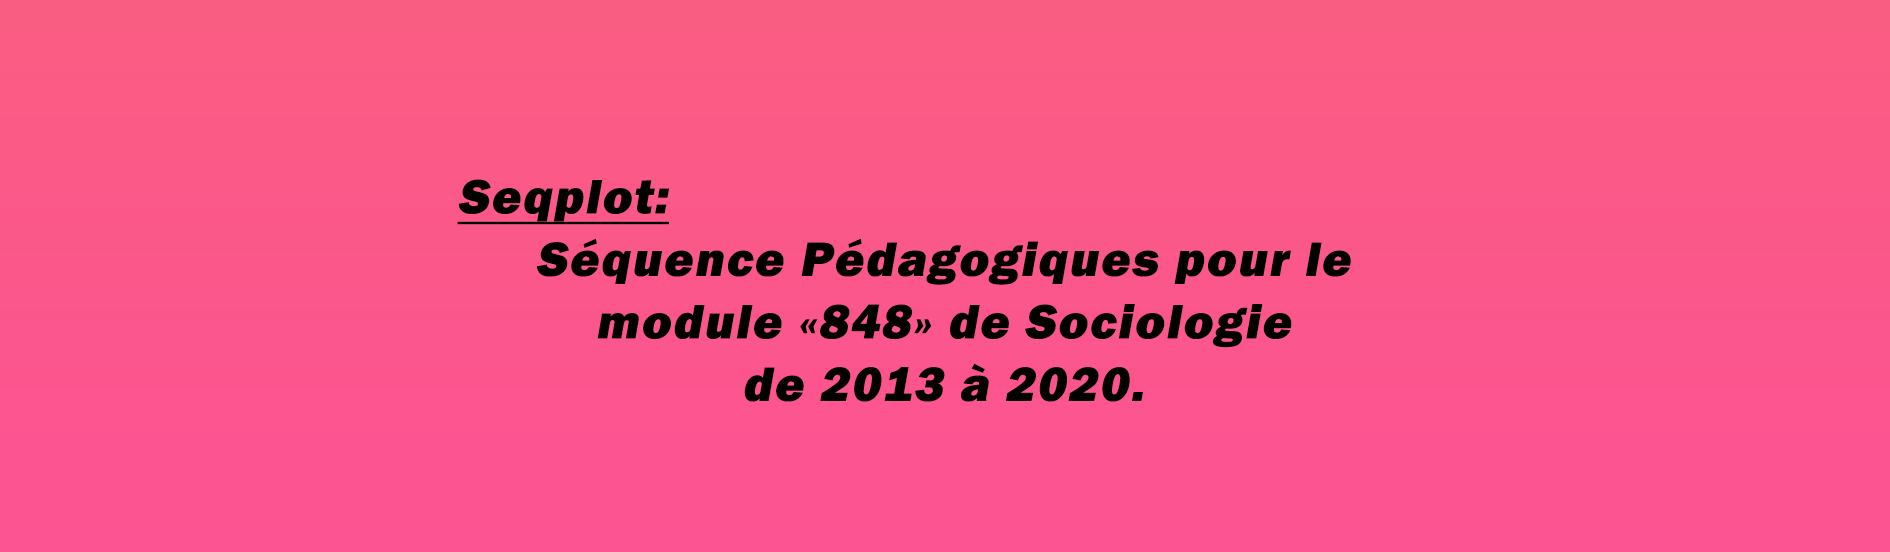 Seqplot:
Séquence Pédagogiques pour le
module «848» de Sociologie
de 2013 à 2020.